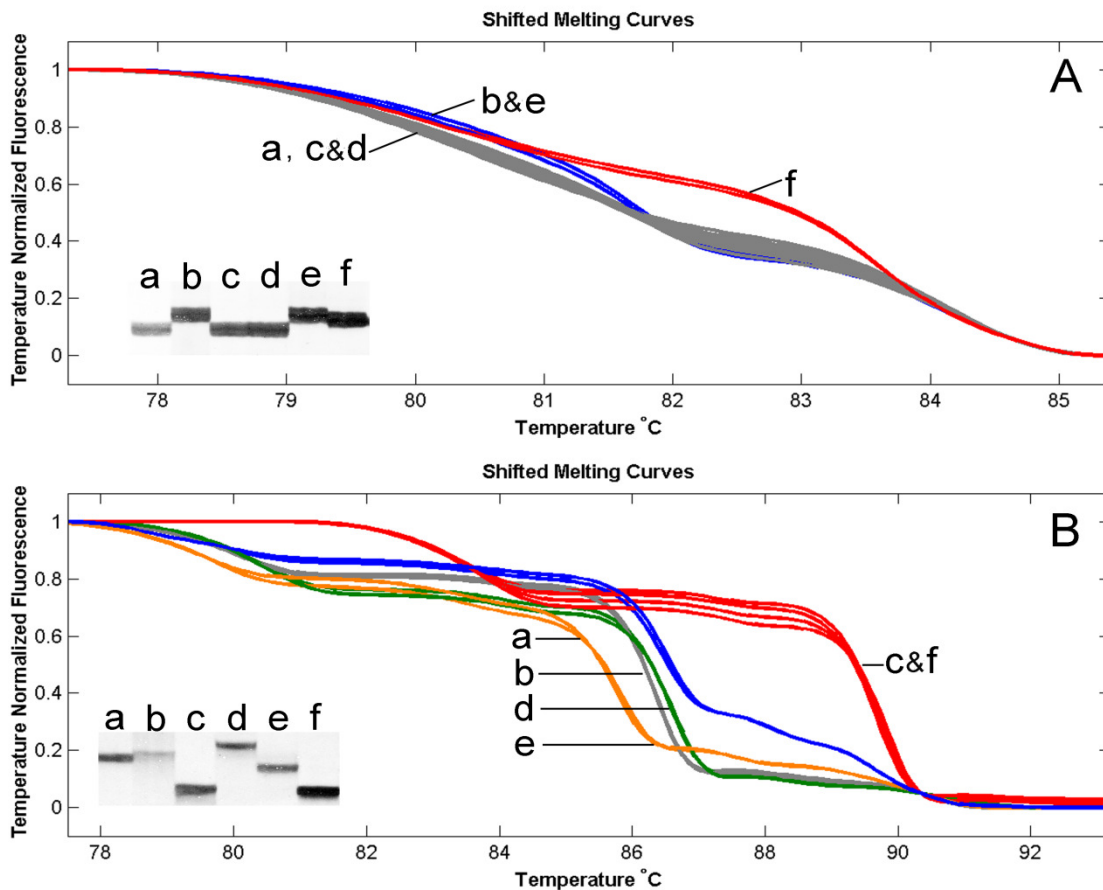 Shifted Melting Curves
A
Temperature Normalized Fluorescence
1
0.8
0.6
0.4
0.2
0
b&e
a, c&d
f
a b c d e f
78 79 80 81 82 83 84 85
Temperature °C
Shifted Melting Curves
B
Temperature Normalized Fluorescence
1
0.8
0.6
0.4
0.2
0
a
b
c&f
d
e
a b c d e f
78 80 82 84 86 88 90 92
Temperature °C